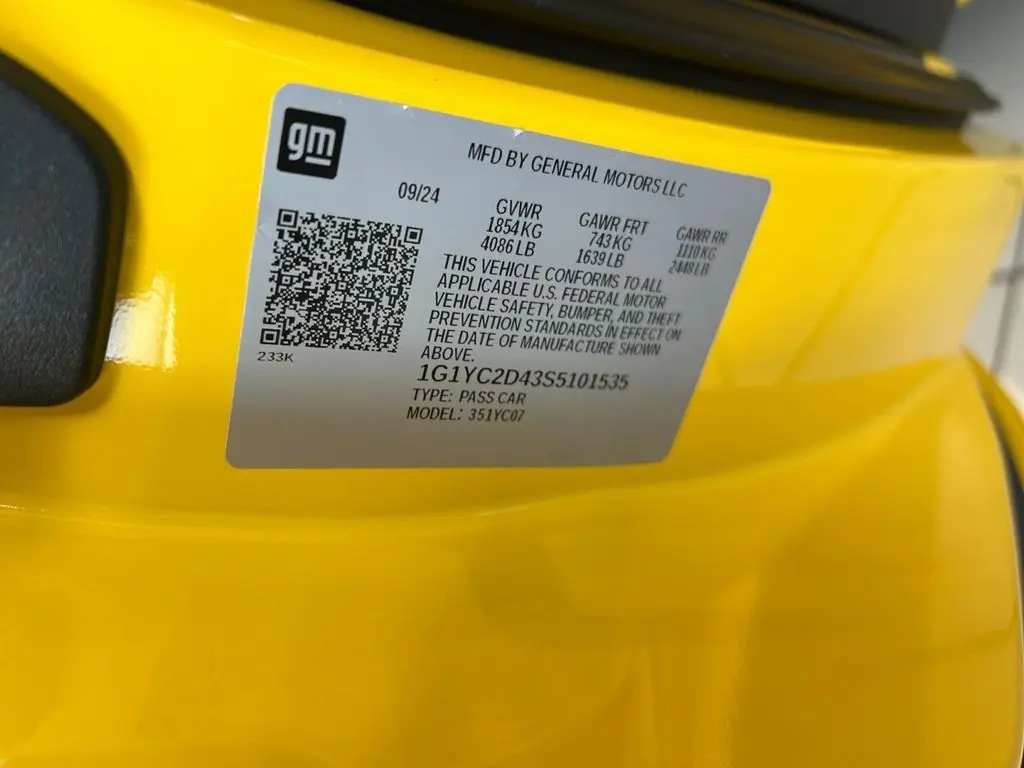 gm
MFD BY GENERAL MOTORS LLC
09/24
GVWR GAWR FRT GAWR RR
1854 KG 743 KG 1110 KG
4086 LB 1639 LB 2448 LB
THIS VEHICLE CONFORMS TO ALL
APPLICABLE U.S. FEDERAL MOTOR
VEHICLE SAFETY, BUMPER, AND THEFT
PREVENTION STANDARDS IN EFFECT ON
THE DATE OF MANUFACTURE SHOWN
ABOVE.
233K
1G1YC2D43S5101535
TYPE: PASS CAR
MODEL: 351YC07